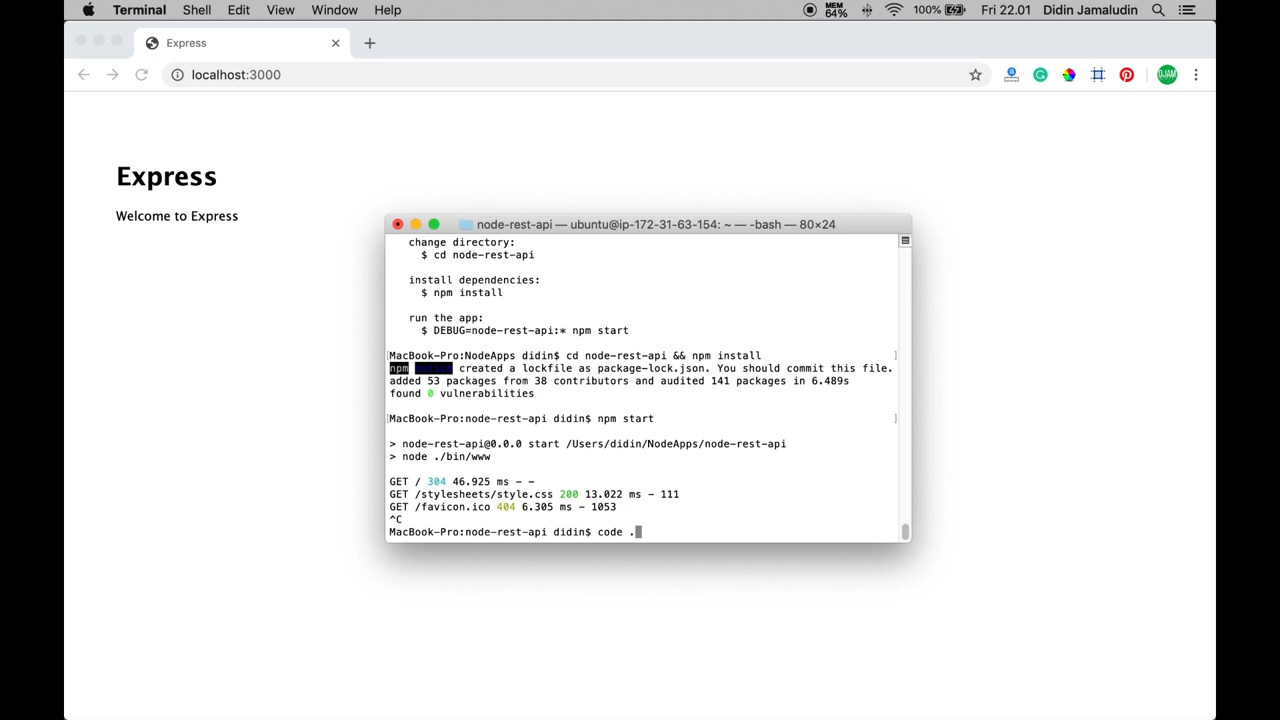 Terminal Shell Edit View Window Help MEM 64% 100% Fri 22.01 Didin Jamaludin
Express
localhost:3000
DJAM
Express
Welcome to Express
node-rest-api — ubuntu@ip-172-31-63-154: ~ — -bash — 80×24
change directory:
$ cd node-rest-api
install dependencies:
$ npm install
run the app:
$ DEBUG=node-rest-api:* npm start
[MacBook-Pro:NodeApps didin$ cd node-rest-api && npm install ]
npm notice created a lockfile as package-lock.json. You should commit this file.
added 53 packages from 38 contributors and audited 141 packages in 6.489s
found 0 vulnerabilities
[MacBook-Pro:node-rest-api didin$ npm start ]
> node-rest-api@0.0.0 start /Users/didin/NodeApps/node-rest-api
> node ./bin/www
GET / 304 46.925 ms - -
GET /stylesheets/style.css 200 13.022 ms - 111
GET /favicon.ico 404 6.305 ms - 1053
^C
MacBook-Pro:node-rest-api didin$ code .